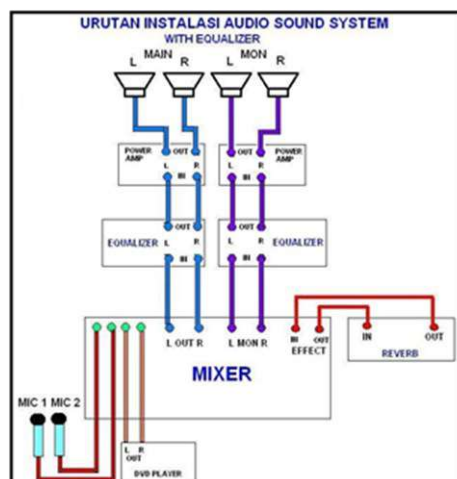 URUTAN INSTALASI AUDIO SOUND SYSTEM
WITH EQUALIZER
MAIN MON
L R L R
POWER AMP OUT OUT POWER AMP
L R L R
IN IN
OUT OUT
EQUALIZER L R L R EQUALIZER
IN IN
L OUT R L MON R IN OUT IN OUT
EFFECT REVERB
MIXER
MIC 1 MIC 2
L R
OUT
DVD PLAYER